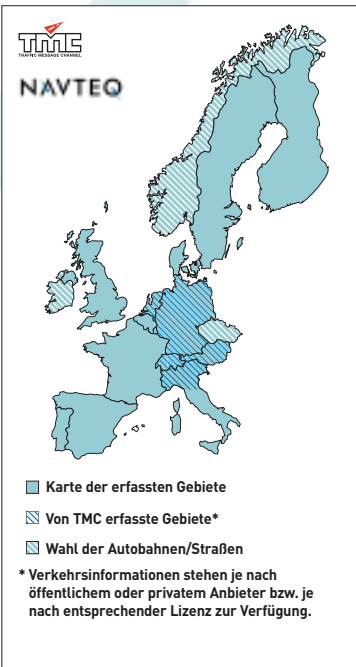 TMC
TRAFFIC MESSAGE CHANNEL
NAVTEQ
Karte der erfassten Gebiete
Von TMC erfasste Gebiete*
Wahl der Autobahnen/Straßen
* Verkehrsinformationen stehen je nach
öffentlichem oder privatem Anbieter bzw. je
nach entsprechender Lizenz zur Verfügung.